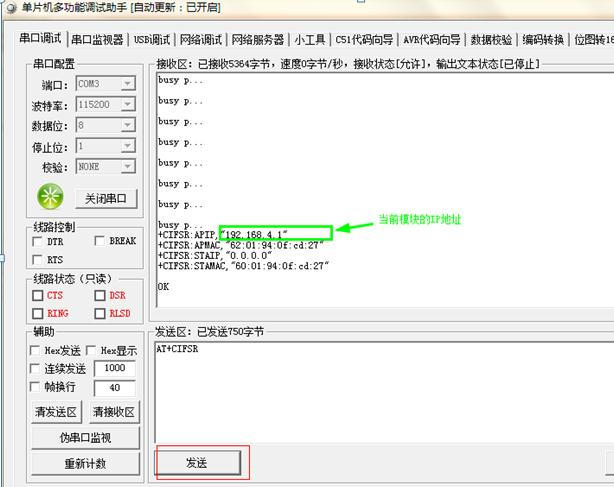 单片机多功能调试助手 [自动更新：已开启]
串口调试 串口监视器 USB调试 网络调试 网络服务器 小工具 C51代码向导 AVR代码向导 数据校验 编码转换 位图转16
串口配置
端口： COM3
波特率： 115200
数据位： 8
停止位： 1
校验： NONE
关闭串口
线路控制
DTR BREAK
RTS
线路状态（只读）
CTS DSR
RING RLSD
辅助
Hex发送 Hex显示
连续发送 1000
帧换行 40
清发送区 清接收区
伪串口监视
重新计数
接收区：已接收5364字节，速度0字节/秒，接收状态[允许]，输出文本状态[已停止]
busy p...
busy p...
busy p...
busy p...
busy p...
busy p...
busy p...
busy p...
+CIFSR:APIP,"192.168.4.1"
+CIFSR:APMAC,"62:01:94:0f:cd:27"
+CIFSR:STAIP,"0.0.0.0"
+CIFSR:STAMAC,"60:01:94:0f:cd:27"
OK
当前模块的IP地址
发送区：已发送750字节
AT+CIFSR
发送